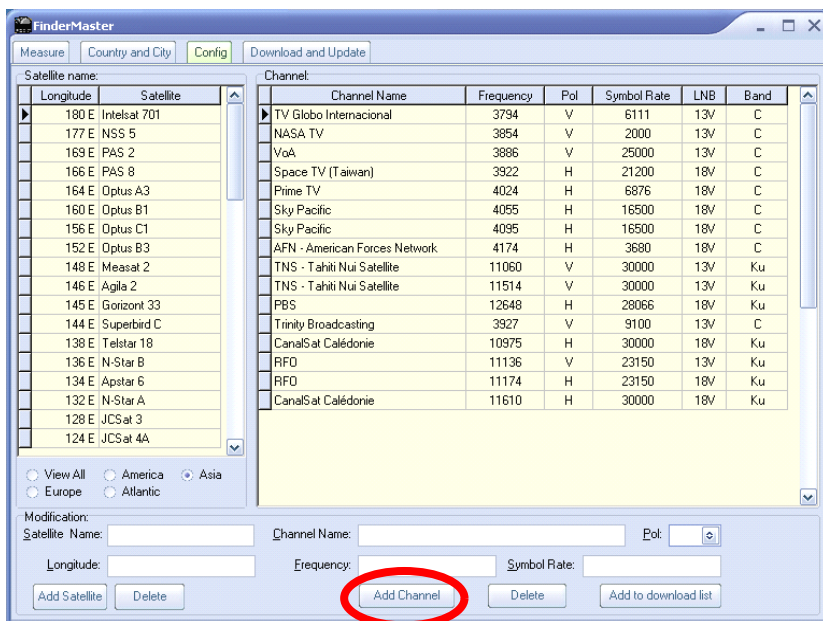 FinderMaster
Measure Country and City Config Download and Update
Satellite name:
Longitude Satellite
180 E Intelsat 701
177 E NSS 5
169 E PAS 2
166 E PAS 8
164 E Optus A3
160 E Optus B1
156 E Optus C1
152 E Optus B3
148 E Measat 2
146 E Agila 2
145 E Gorizont 33
144 E Superbird C
138 E Telstar 18
136 E N-Star B
134 E Apstar 6
132 E N-Star A
128 E JCSat 3
124 E JCSat 4A
View All America Asia
Europe Atlantic
Channel:
Channel Name Frequency Pol Symbol Rate LNB Band
TV Globo Internacional 3794 V 6111 13V C
NASA TV 3854 V 2000 13V C
VoA 3886 V 25000 13V C
Space TV (Taiwan) 3922 H 21200 18V C
Prime TV 4024 H 6876 18V C
Sky Pacific 4055 H 16500 18V C
Sky Pacific 4095 H 16500 18V C
AFN - American Forces Network 4174 H 3680 18V C
TNS - Tahiti Nui Satellite 11060 V 30000 13V Ku
TNS - Tahiti Nui Satellite 11514 V 30000 13V Ku
PBS 12648 H 28066 18V Ku
Trinity Broadcasting 3927 V 9100 13V C
CanalSat Calédonie 10975 H 30000 18V Ku
RFO 11136 V 23150 13V Ku
RFO 11174 H 23150 18V Ku
CanalSat Calédonie 11610 H 30000 18V Ku
Modification:
Satellite Name: Channel Name: Pol:
Longitude: Frequency: Symbol Rate:
Add Satellite Delete Add Channel Delete Add to download list